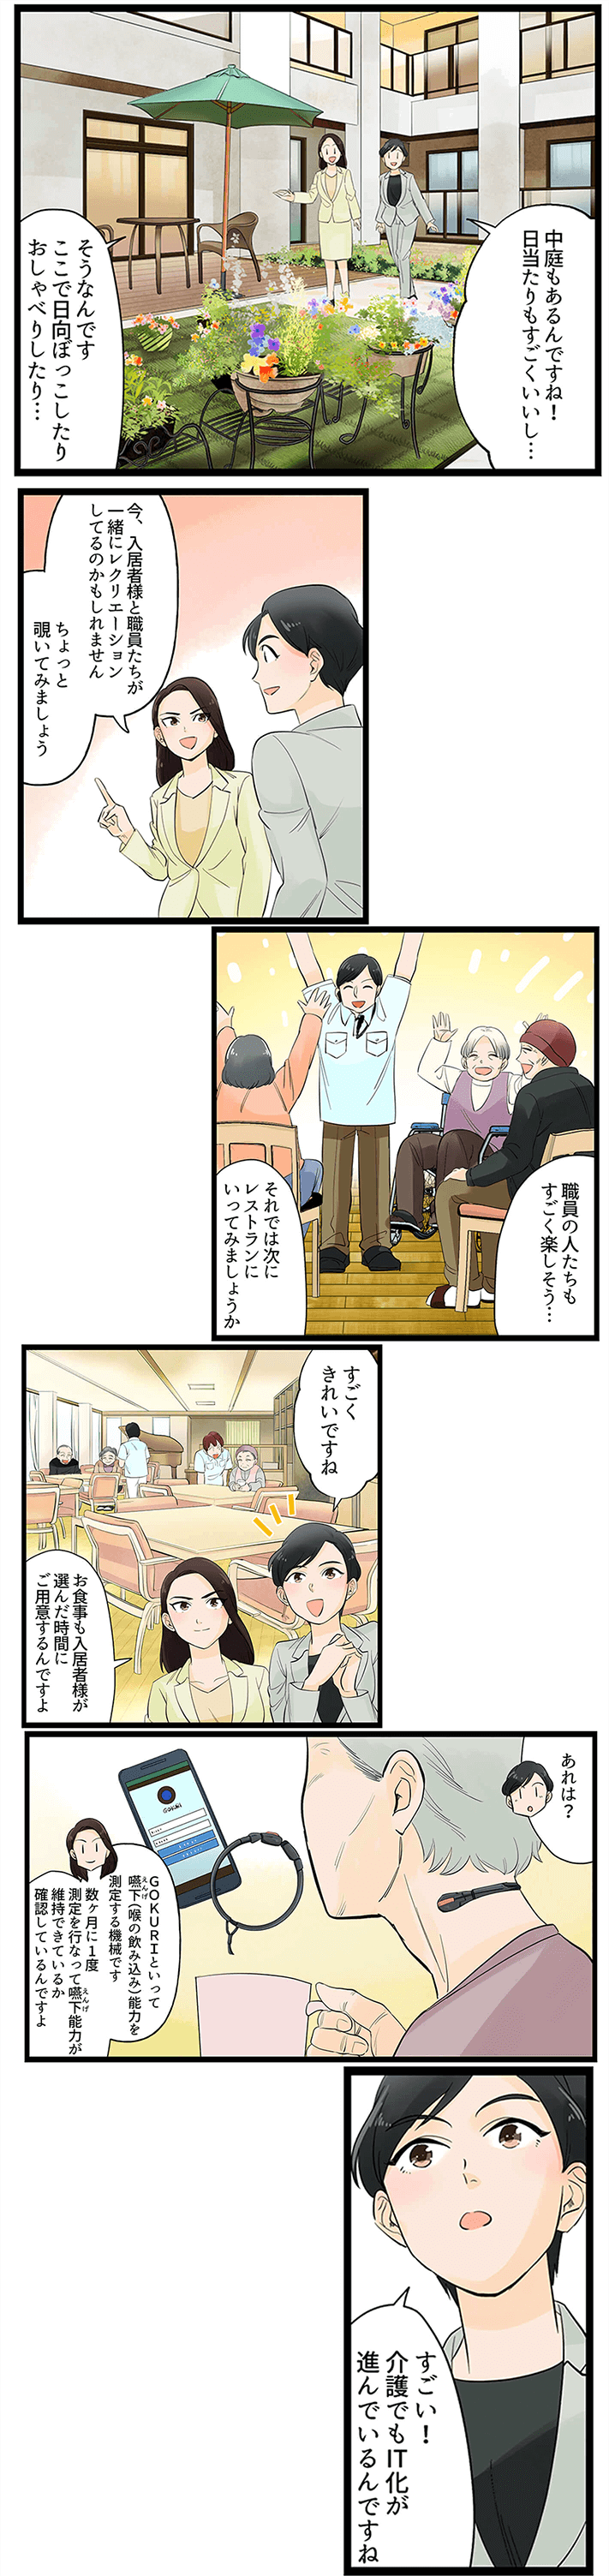 中庭もあるんですね！
日当たりもすごくいいし…
そうなんです
ここで日向ぼっこしたり
おしゃべりしたり…
今、入居者様と職員たちが
一緒にレクリエーション
してるのかもしれません
ちょっと
覗いてみましょう
職員の人たちも
すごく楽しそう…
それでは次に
レストランに
いってみましょうか
すごく
きれいですね
お食事も入居者様が
選んだ時間に
ご用意するんですよ
あれは？
GOKURI
GOKURIといって
嚥下（喉の飲み込み）能力を
えんげ
測定する機械です
数ヶ月に1度
測定を行なって嚥下能力が
えんげ
維持できているか
確認しているんですよ
すごい！
介護でもIT化が
進んでいるんですね